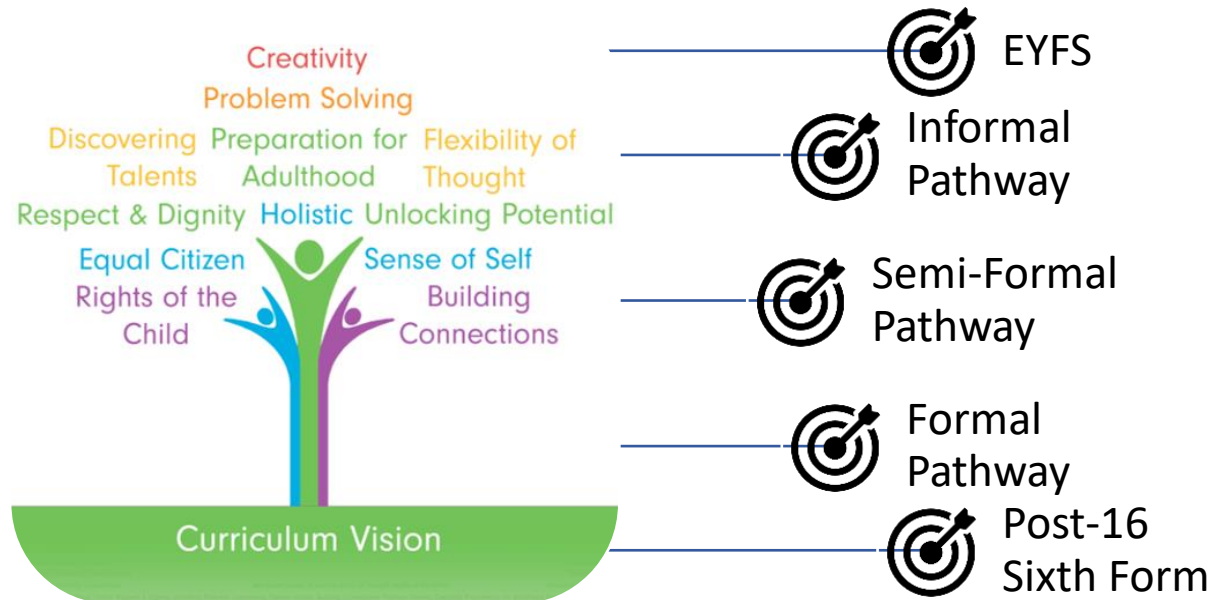 Creativity
Problem Solving
Discovering Talents
Preparation for Adulthood
Flexibility of Thought
Respect & Dignity
Holistic
Unlocking Potential
Equal Citizen
Sense of Self
Rights of the
Child
Building
Connections
Curriculum Vision
EYFS
Informal
Pathway
Semi-Formal
Pathway
Formal
Pathway
Post-16
Sixth Form